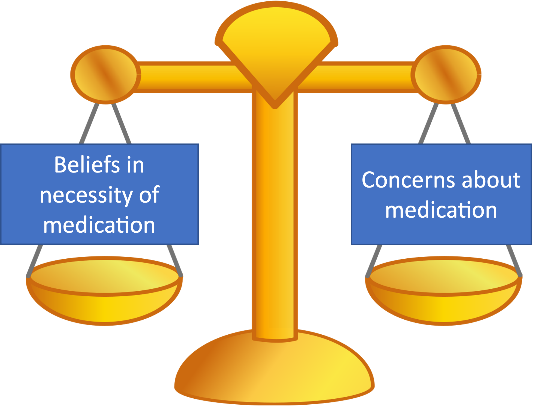 Beliefs in
necessity of
medication
Concerns about
medication